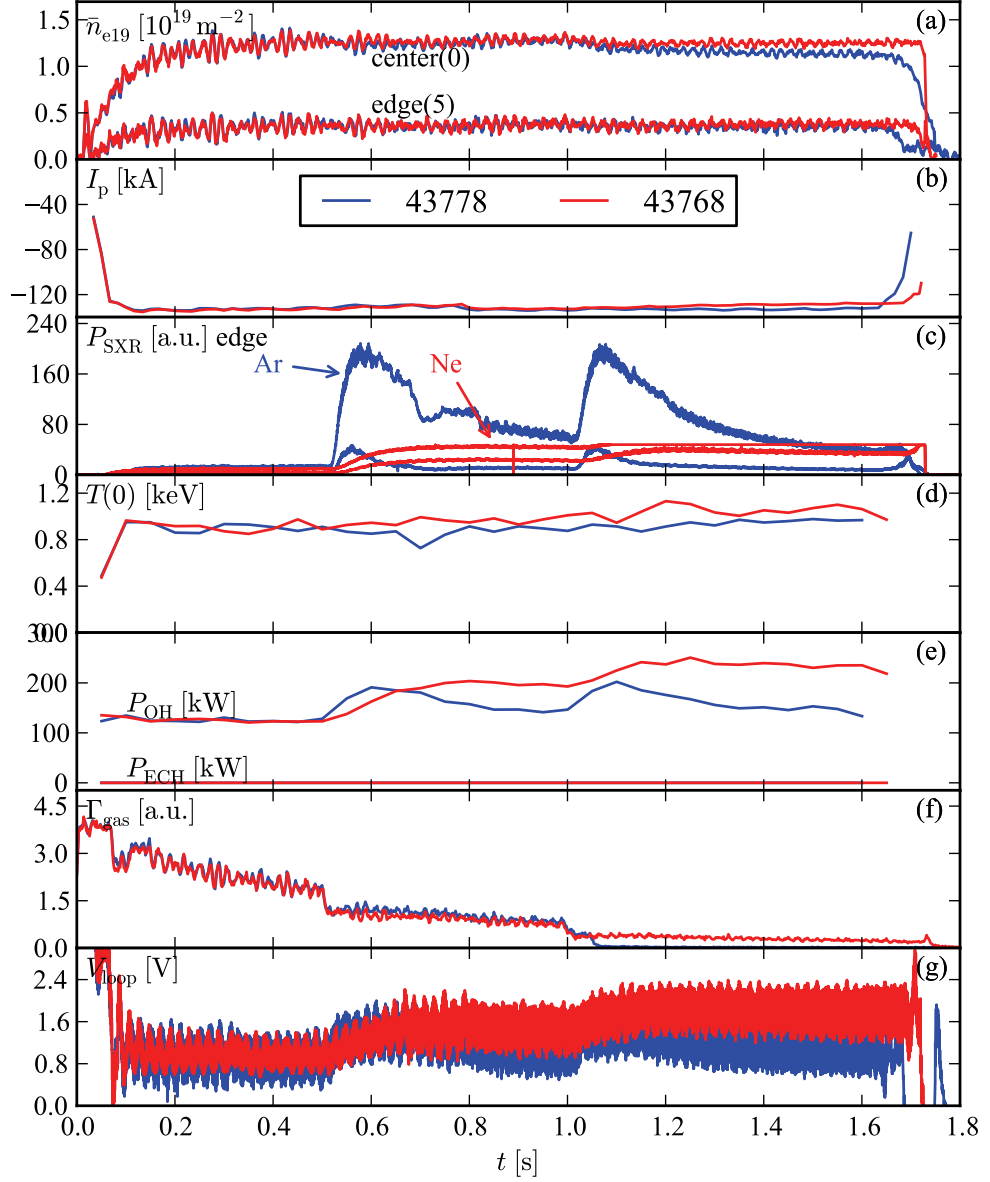 n̄e19 [10^19 m^−2] (a)
1.5
center(0)
1.0
edge(5)
0.5
0.0
Ip [kA] (b)
43778 43768
−40
−80
−120
240
PSXR [a.u.] edge (c)
Ar Ne
160
80
0
T(0) [keV] (d)
1.2
0.8
0.4
0.0
300
(e)
200
POH [kW]
100
PECH [kW]
0
Γgas [a.u.] (f)
4.5
3.0
1.5
0.0
Vloop [V] (g)
2.4
1.6
0.8
0.0
0.0 0.2 0.4 0.6 0.8 1.0 1.2 1.4 1.6 1.8
t [s]